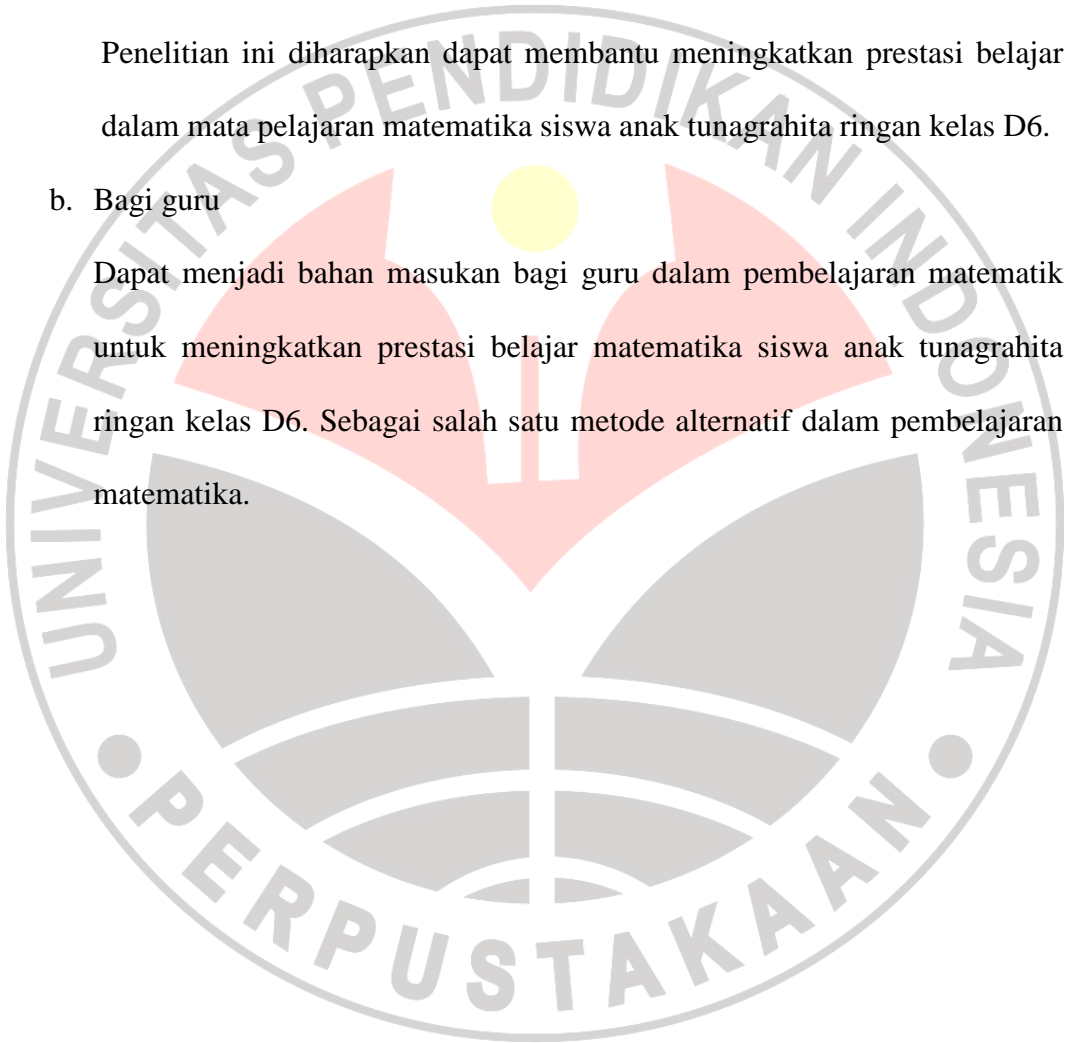 Penelitian ini diharapkan dapat membantu meningkatkan prestasi belajar
dalam mata pelajaran matematika siswa anak tunagrahita ringan kelas D6.
b. Bagi guru
Dapat menjadi bahan masukan bagi guru dalam pembelajaran matematik
untuk meningkatkan prestasi belajar matematika siswa anak tunagrahita
ringan kelas D6. Sebagai salah satu metode alternatif dalam pembelajaran
matematika.
UNIVERSITAS PENDIDIKAN INDONESIA
PERPUSTAKAAN